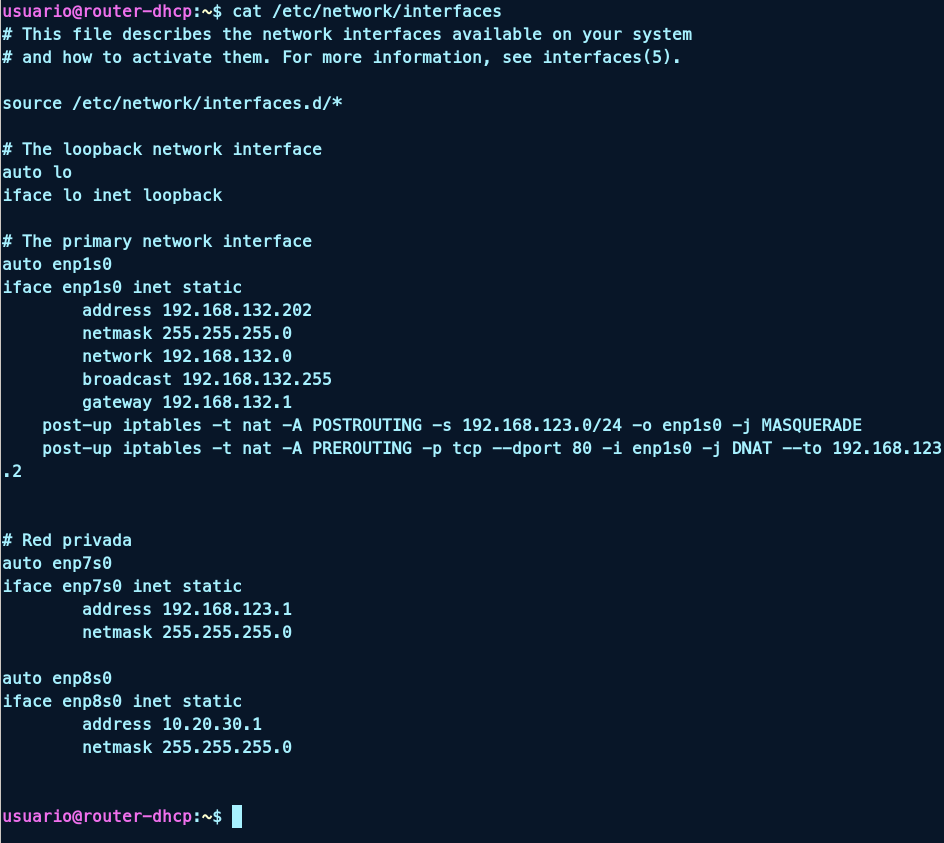 usuario@router-dhcp:~$ cat /etc/network/interfaces
# This file describes the network interfaces available on your system
# and how to activate them. For more information, see interfaces(5).

source /etc/network/interfaces.d/*

# The loopback network interface
auto lo
iface lo inet loopback

# The primary network interface
auto enp1s0
iface enp1s0 inet static
        address 192.168.132.202
        netmask 255.255.255.0
        network 192.168.132.0
        broadcast 192.168.132.255
        gateway 192.168.132.1
    post-up iptables -t nat -A POSTROUTING -s 192.168.123.0/24 -o enp1s0 -j MASQUERADE
    post-up iptables -t nat -A PREROUTING -p tcp --dport 80 -i enp1s0 -j DNAT --to 192.168.123
.2

# Red privada
auto enp7s0
iface enp7s0 inet static
        address 192.168.123.1
        netmask 255.255.255.0

auto enp8s0
iface enp8s0 inet static
        address 10.20.30.1
        netmask 255.255.255.0

usuario@router-dhcp:~$